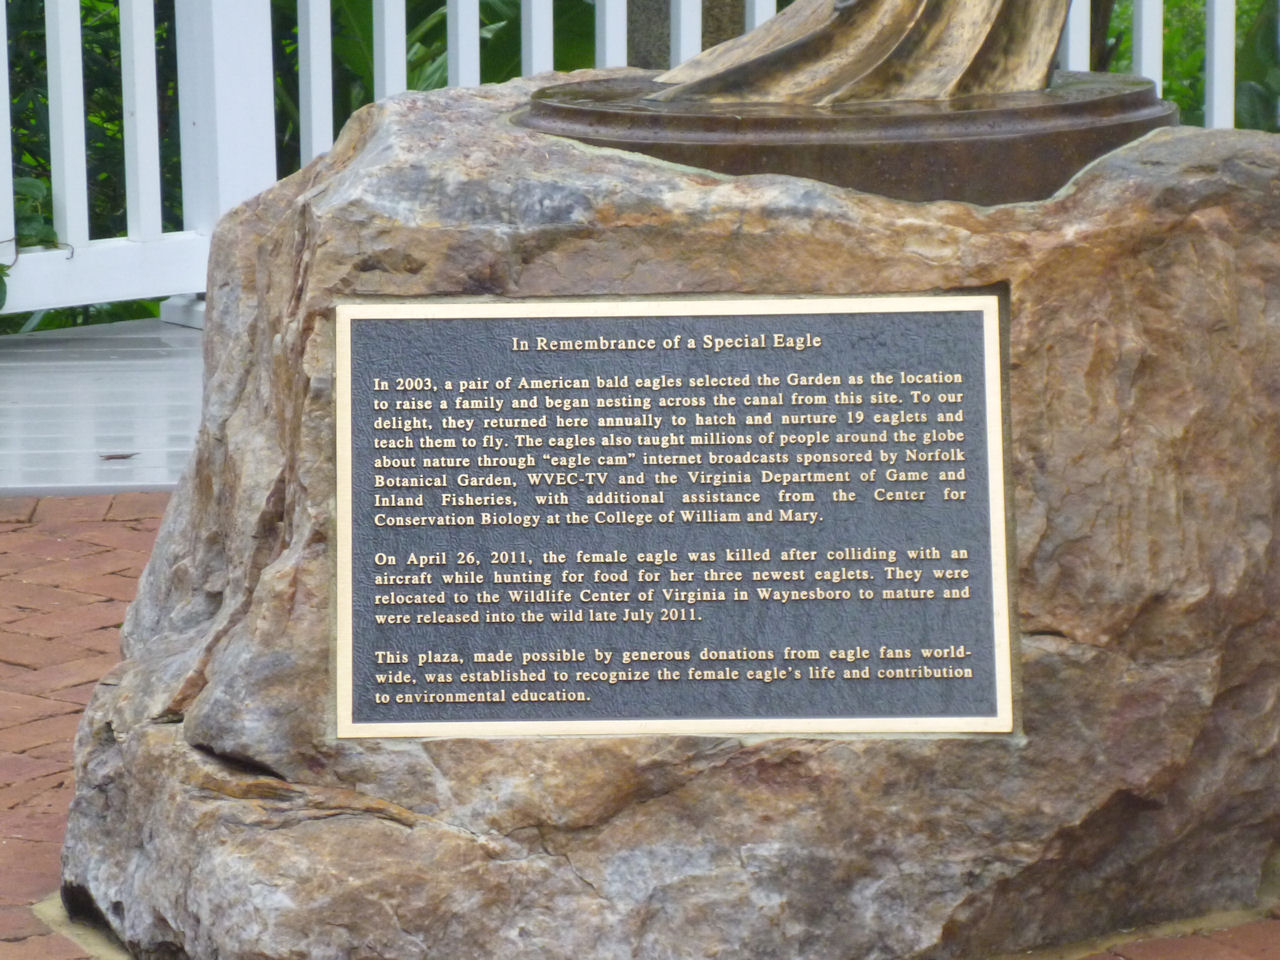 In Remembrance of a Special Eagle
In 2003, a pair of American bald eagles selected the Garden as the location
to raise a family and began nesting across the canal from this site. To our
delight, they returned here annually to hatch and nurture 19 eaglets and
teach them to fly. The eagles also taught millions of people around the globe
about nature through “eagle cam” internet broadcasts sponsored by Norfolk
Botanical Garden, WVEC-TV and the Virginia Department of Game and
Inland Fisheries, with additional assistance from the Center for
Conservation Biology at the College of William and Mary.
On April 26, 2011, the female eagle was killed after colliding with an
aircraft while hunting for food for her three newest eaglets. They were
relocated to the Wildlife Center of Virginia in Waynesboro to mature and
were released into the wild late July 2011.
This plaza, made possible by generous donations from eagle fans world-
wide, was established to recognize the female eagle’s life and contribution
to environmental education.